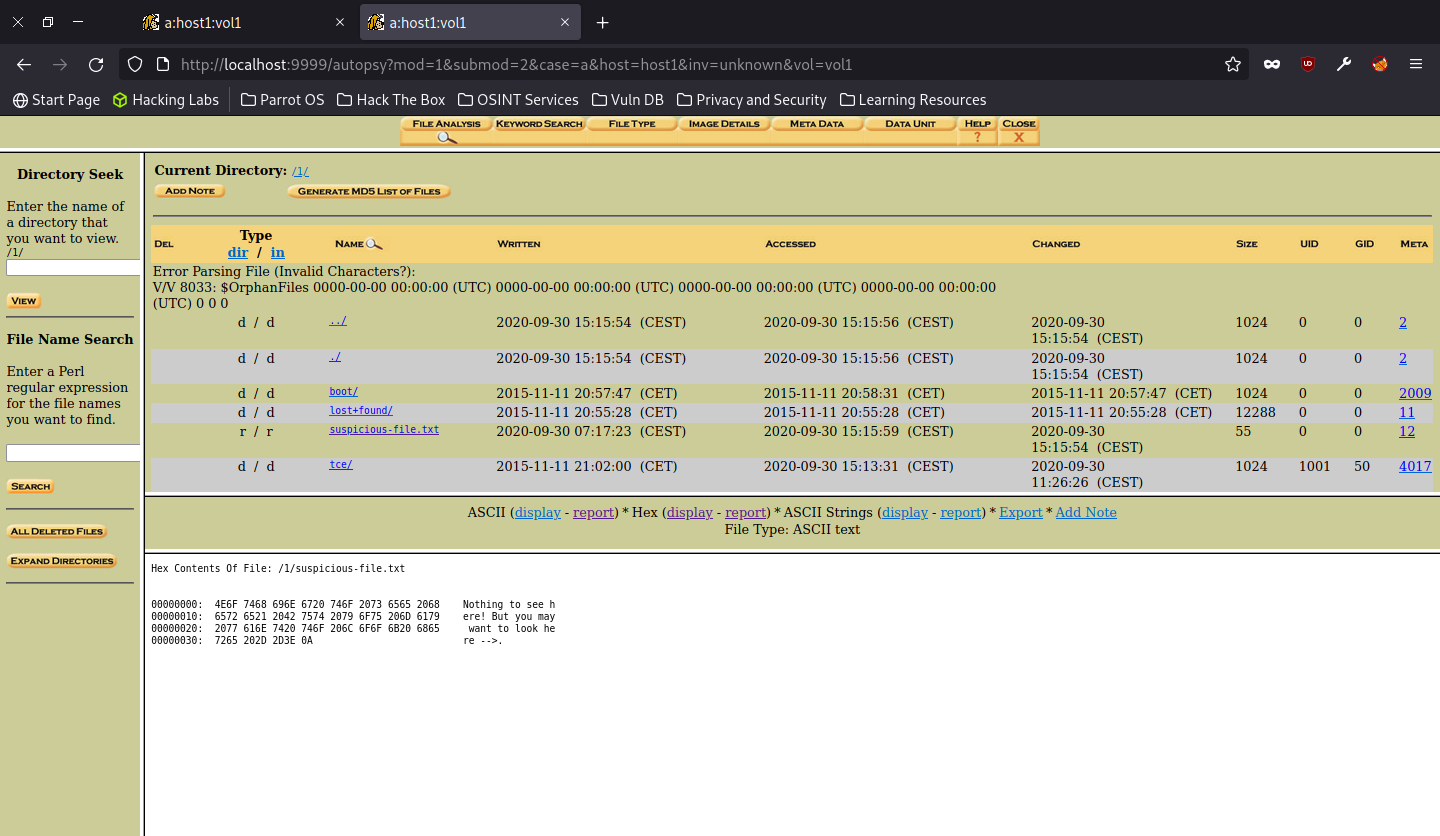 a:host1:vol1
a:host1:vol1
http://localhost:9999/autopsy?mod=1&submod=2&case=a&host=host1&inv=unknown&vol=vol1
Start Page Hacking Labs Parrot OS Hack The Box OSINT Services Vuln DB Privacy and Security Learning Resources
FILE ANALYSIS KEYWORD SEARCH FILE TYPE IMAGE DETAILS META DATA DATA UNIT HELP CLOSE
? X
Directory Seek
Enter the name of
a directory that
you want to view.
/1/
VIEW
File Name Search
Enter a Perl
regular expression
for the file names
you want to find.
SEARCH
ALL DELETED FILES
EXPAND DIRECTORIES
Current Directory: /1/
ADD NOTE GENERATE MD5 LIST OF FILES
DEL Type dir / in NAME WRITTEN ACCESSED CHANGED SIZE UID GID META
Error Parsing File (Invalid Characters?):
V/V 8033: $OrphanFiles 0000-00-00 00:00:00 (UTC) 0000-00-00 00:00:00 (UTC) 0000-00-00 00:00:00 (UTC) 0000-00-00 00:00:00
(UTC) 0 0 0
d / d ../ 2020-09-30 15:15:54 (CEST) 2020-09-30 15:15:56 (CEST) 2020-09-30 15:15:54 (CEST) 1024 0 0 2
d / d ./ 2020-09-30 15:15:54 (CEST) 2020-09-30 15:15:56 (CEST) 2020-09-30 15:15:54 (CEST) 1024 0 0 2
d / d boot/ 2015-11-11 20:57:47 (CET) 2015-11-11 20:58:31 (CET) 2015-11-11 20:57:47 (CET) 1024 0 0 2009
d / d lost+found/ 2015-11-11 20:55:28 (CET) 2015-11-11 20:55:28 (CET) 2015-11-11 20:55:28 (CET) 12288 0 0 11
r / r suspicious-file.txt 2020-09-30 07:17:23 (CEST) 2020-09-30 15:15:59 (CEST) 2020-09-30 15:15:54 (CEST) 55 0 0 12
d / d tce/ 2015-11-11 21:02:00 (CET) 2020-09-30 15:13:31 (CEST) 2020-09-30 11:26:26 (CEST) 1024 1001 50 4017
ASCII (display - report) * Hex (display - report) * ASCII Strings (display - report) * Export * Add Note
File Type: ASCII text
Hex Contents Of File: /1/suspicious-file.txt
00000000: 4E6F 7468 696E 6720 746F 2073 6565 2068 Nothing to see h
00000010: 6572 6521 2042 7574 2079 6F75 206D 6179 ere! But you may
00000020: 2077 616E 7420 746F 206C 6F6F 6B20 6865 want to look he
00000030: 7265 202D 2D3E 0A re -->.